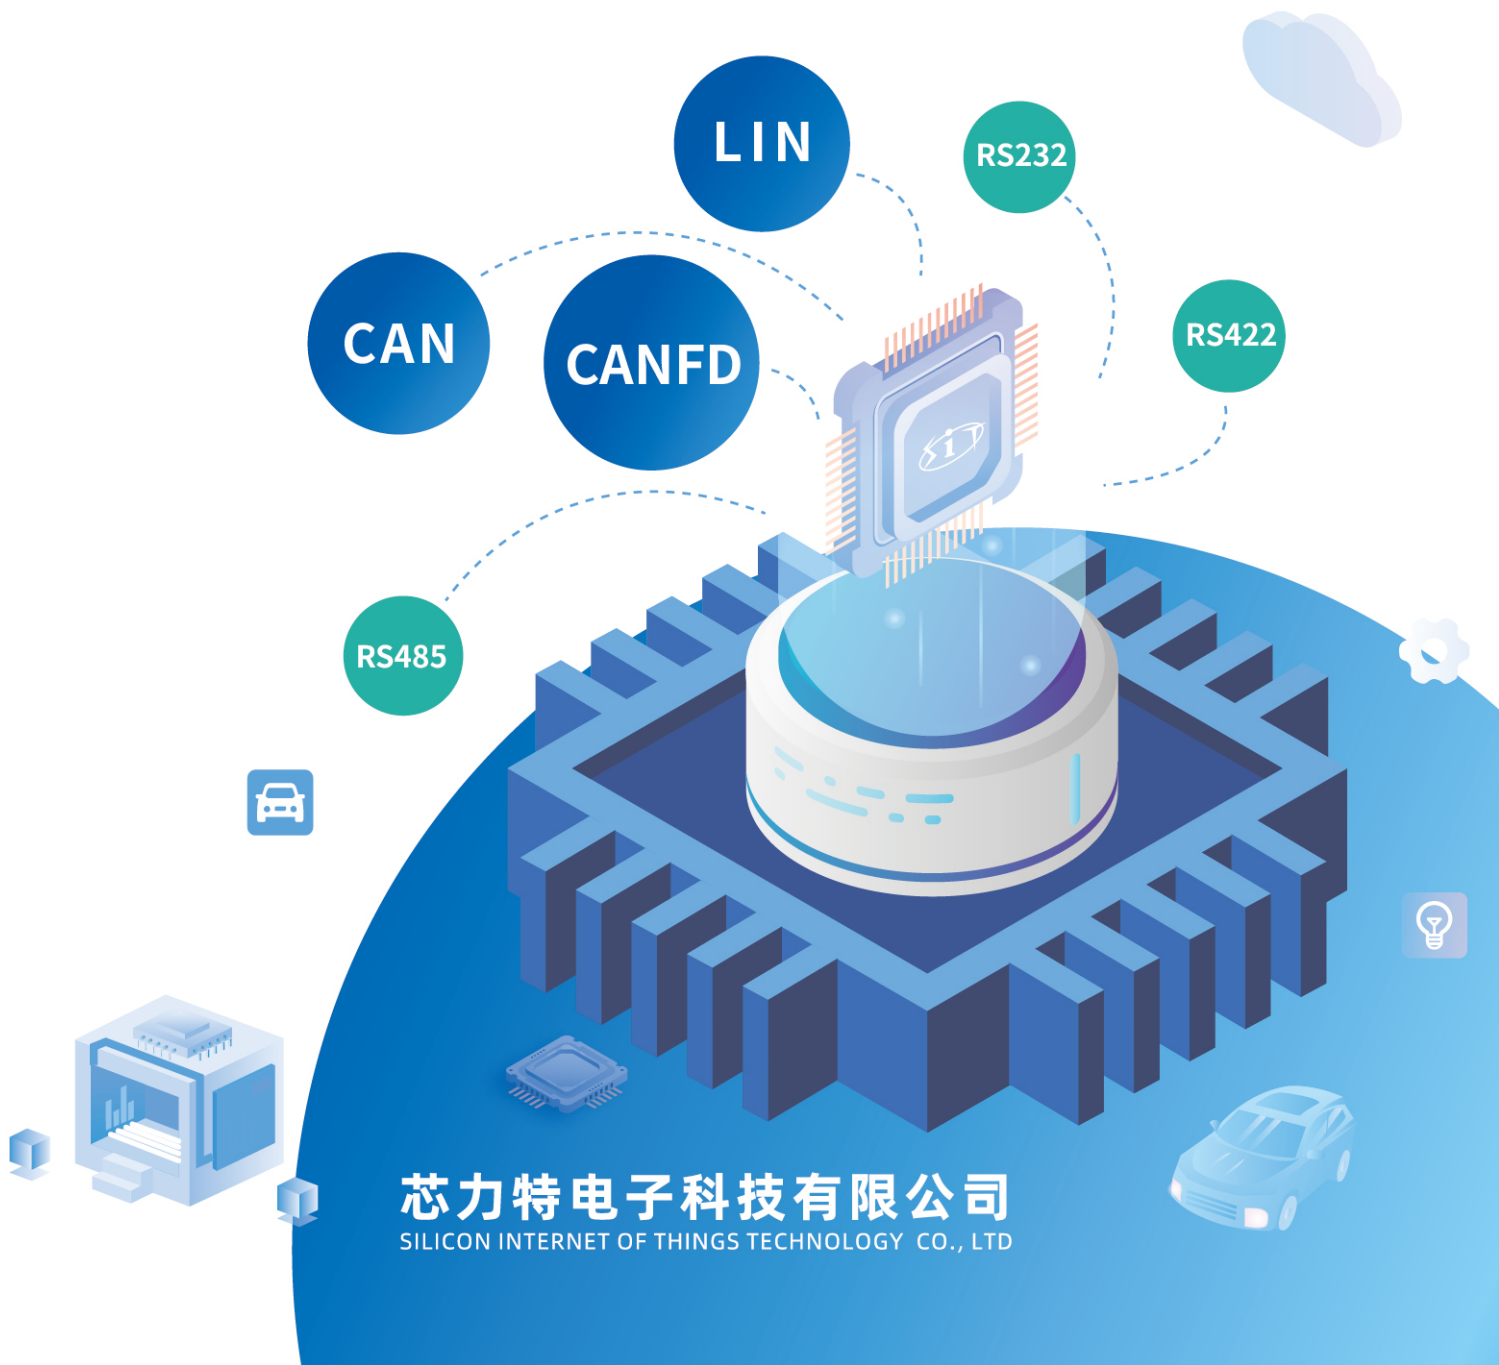 LIN
RS232
CAN
CANFD
RS422
SiT
RS485
芯力特电子科技有限公司
SILICON INTERNET OF THINGS TECHNOLOGY CO., LTD